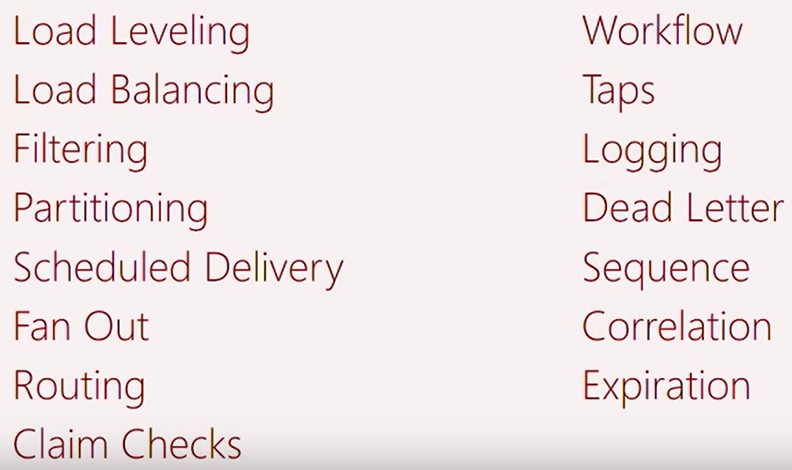 Load Leveling
Load Balancing
Filtering
Partitioning
Scheduled Delivery
Fan Out
Routing
Claim Checks
Workflow
Taps
Logging
Dead Letter
Sequence
Correlation
Expiration